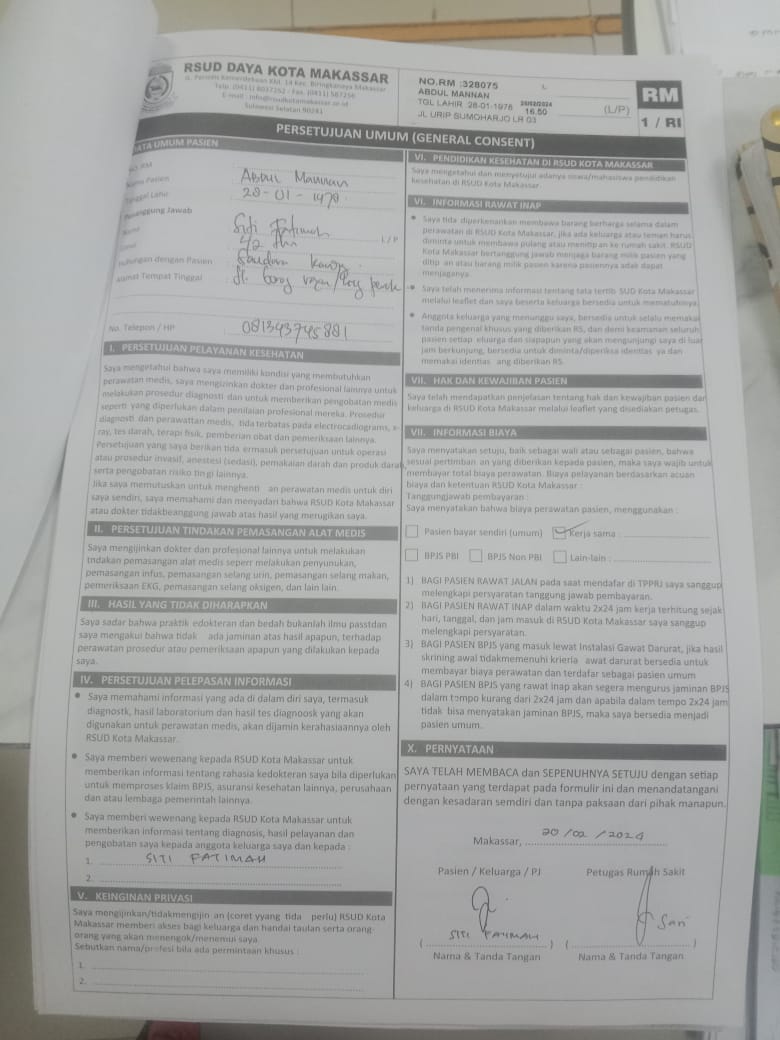 RSUD DAYA KOTA MAKASSAR
JL. Perintis Kemerdekaan KM. 14 Kec. Biringkanaya Makassar
Telp. (0411) 8037252 - Fax. (0411) 587256
E-mail : info@rsudkotamakassar.co.id
Sulawesi Selatan 90241
NO.RM :328075 L
ABDUL MANNAN
TGL LAHIR 28-01-1978
16.50 (L/P)
JL URIP SUMOHARJO LR 03
RM
1 / RI
PERSETUJUAN UMUM (GENERAL CONSENT)
DATA UMUM PASIEN
NO. RM
Nama Pasien : Abdul Mannan
Tanggal Lahir : 28-01-1978
Penanggung Jawab
Nama : Siti Fatimah L / P
42 thn
Hubungan dengan Pasien : Saudara
Alamat Tempat Tinggal : Jl.
No. Telepon / HP : 081343745881
I. PERSETUJUAN PELAYANAN KESEHATAN
Saya mengetahui bahwa saya memiliki kondisi yang membutuhkan
perawatan medis, saya mengizinkan dokter dan profesional lainnya untuk
melakukan prosedur diagnosti dan untuk memberikan pengobatan medis
seperti yang diperlukan dalam penilaian profesional mereka. Prosedur
diagnosti dan perawattan medis, tida terbatas pada electrocardiograms, x-
ray, tes darah, terapi fisik, pemberian obat dan pemeriksaan lainnya.
Persetujuan yang saya berikan tida ermasuk persetujuan untuk operasi
atau prosedur invasif, anestesi (sedasi), pemakaian darah dan produk darah,
serta pengobatan risiko tin gi lainnya.
Jika saya memutuskan untuk menghenti an perawatan medis untuk diri
saya sendiri, saya memahami dan menyadari bahwa RSUD Kota Makassar
atau dokter tidakbeanggung jawab atas hasil yang merugikan saya.
II. PERSETUJUAN TINDAKAN PEMASANGAN ALAT MEDIS
Saya mengijinkan dokter dan profesional lainnya untuk melakukan
tndakan pemasangan alat medis seperr melakukan penyunukan,
pemasangan infus, pemasangan selang urin, pemasangan selang makan,
pemeriksaan EKG, pemasangan selang oksigen, dan lain lain.
III. HASIL YANG TIDAK DIHARAPKAN
Saya sadar bahwa praktik edokteran dan bedah bukanlah ilmu passtdan
saya mengakui bahwa tidak ada jaminan atas hasil apapun, terhadap
perawatan prosedur atau pemeriksaan apapun yang dilakukan kepada
saya.
IV. PERSETUJUAN PELEPASAN INFORMASI
• Saya memahami informasi yang ada di dalam diri saya, termasuk
diagnostk, hasil laboratorium dan hasil tes diagnoosk yang akan
digunakan untuk perawatan medis, akan dijamin kerahasiaannya oleh
RSUD Kota Makassar.
• Saya memberi wewenang kepada RSUD Kota Makassar untuk
memberikan informasi tentang rahasia kedokteran saya bila diperlukan
untuk memproses klaim BPJS, asuransi kesehatan lainnya, perusahaan
dan atau lembaga pemerintah lainnya.
• Saya memberi wewenang kepada RSUD Kota Makassar untuk
memberikan informasi tentang diagnosis, hasil pelayanan dan
pengobatan saya kepada anggota keluarga saya dan kepada :
1. SITI FATIMAH
2.
V. KEINGINAN PRIVASI
Saya mengijinkan/tidakmengijin an (coret yyang tida perlu) RSUD Kota
Makassar memberi akses bagi keluarga dan handai taulan serta orang-
orang yang akan menengok/menemui saya.
Sebutkan nama/profesi bila ada permintaan khusus :
1.
2.
VI. PENDIDIKAN KESEHATAN DI RSUD KOTA MAKASSAR
Saya mengetahui dan menyetujui adanya siswa/mahasiswa pendidikan
kesehatan di RSUD Kota Makassar.
VI. INFORMASI RAWAT INAP
• Saya tida diperkenankan membawa barang berharga selama dalam
perawatan di RSUD Kota Makassar, jika ada keluarga atau teman harus
diminta untuk membawa pulang atau menitip an ke rumah sakit. RSUD
Kota Makassar bertanggung jawab menjaga barang milik pasien yang
ditip an atau barang milik karena pasiennya adak dapat
menjaganya.
• Saya telah menerima informasi tentang tata tertib SUD Kota Makassar
melalui leaflet dan saya beserta keluarga bersedia untuk mematuhinya.
• Anggota keluarga yang menunggu saya, bersedia untuk selalu memakai
tanda pengenal khusus yang diberikan RS, dan demi keamanan seluruh
pasien setiap eluarga dan siapapun yang akan mengunjungi saya di luar
jam berkunjung, bersedia untuk diminta/diperiksa identias ya dan
memakai identias ang diberikan RS.
VII. HAK DAN KEWAJIBAN PASIEN
Saya telah mendapatkan penjelasan tentang hak dan kewajiban pasien dan
keluarga di RSUD Kota Makassar melalui leaflet yang disediakan petugas.
VII. INFORMASI BIAYA
Saya menyatakan setuju, baik sebagai wali atau sebagai pasien, bahwa
sesuai pertimban an yang diberikan kepada pasien, maka saya wajib untuk
membayar total biaya perawatan. Biaya pelayanan berdasarkan acuan
biaya dan ketentuan RSUD Kota Makassar :
Tanggungjawab pembayaran :
Saya menyatakan bahwa biaya perawatan pasien, menggunakan :
Pasien bayar sendiri (umum) Kerja sama :
BPJS PBI BPJS Non PBI Lain-lain :
1) BAGI PASIEN RAWAT JALAN pada saat mendafar di TPPRJ saya sanggup
melengkapi persyaratan tanggung jawab pembayaran.
2) BAGI PASIEN RAWAT INAP dalam waktu 2x24 jam kerja terhitung sejak
hari, tanggal, dan jam masuk di RSUD Kota Makassar saya sanggup
melengkapi persyaratan.
3) BAGI PASIEN BPJS yang masuk lewat Instalasi Gawat Darurat, jika hasil
skrining awal tidakmemenuhi krieria awat darurat bersedia untuk
membayar biaya perawatan dan terdafar sebagai pasien umum
4) BAGI PASIEN BPJS yang rawat inap akan segera mengurus jaminan BPJS
dalam tempo kurang dari 2x24 jam dan apabila dalam tempo 2x24 jam
tidak bisa menyatakan jaminan BPJS, maka saya bersedia menjadi
pasien umum.
X. PERNYATAAN
SAYA TELAH MEMBACA dan SEPENUHNYA SETUJU dengan setiap
pernyataan yang terdapat pada formulir ini dan menandatangani
dengan kesadaran semdiri dan tanpa paksaan dari pihak manapun.
Makassar, 20/02/2024
Pasien / Keluarga / PJ Petugas Rumah Sakit
Sari
( SITI FATIMAH ) ( )
Nama & Tanda Tangan Nama & Tanda Tangan